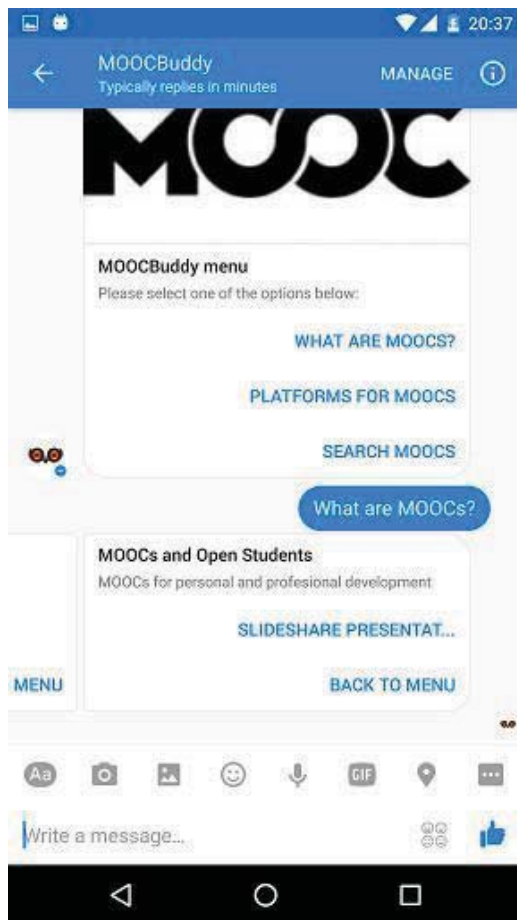 20:37
MOOCBuddy
Typically replies in minutes
MANAGE
MOOC
MOOCBuddy menu
Please select one of the options below:
WHAT ARE MOOCS?
PLATFORMS FOR MOOCS
SEARCH MOOCS
What are MOOCs?
MOOCs and Open Students
MOOCs for personal and profesional development
SLIDESHARE PRESENTAT...
MENU
BACK TO MENU
Aa
GIF
Write a message...